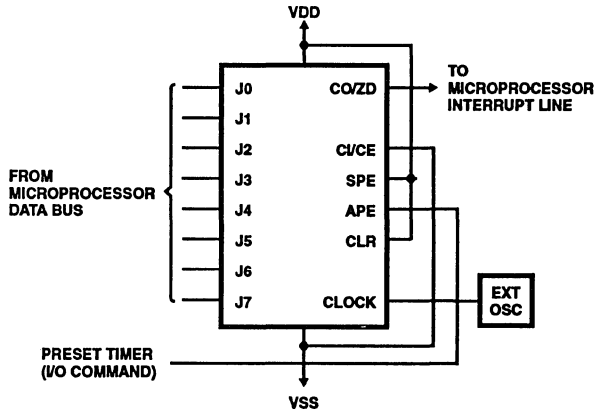 VDD
J0
J1
J2
J3
J4
J5
J6
J7
CO/ZD
CI/CE
SPE
APE
CLR
CLOCK
TO
MICROPROCESSOR
INTERRUPT LINE
FROM
MICROPROCESSOR
DATA BUS
EXT
OSC
PRESET TIMER
(I/O COMMAND)
VSS